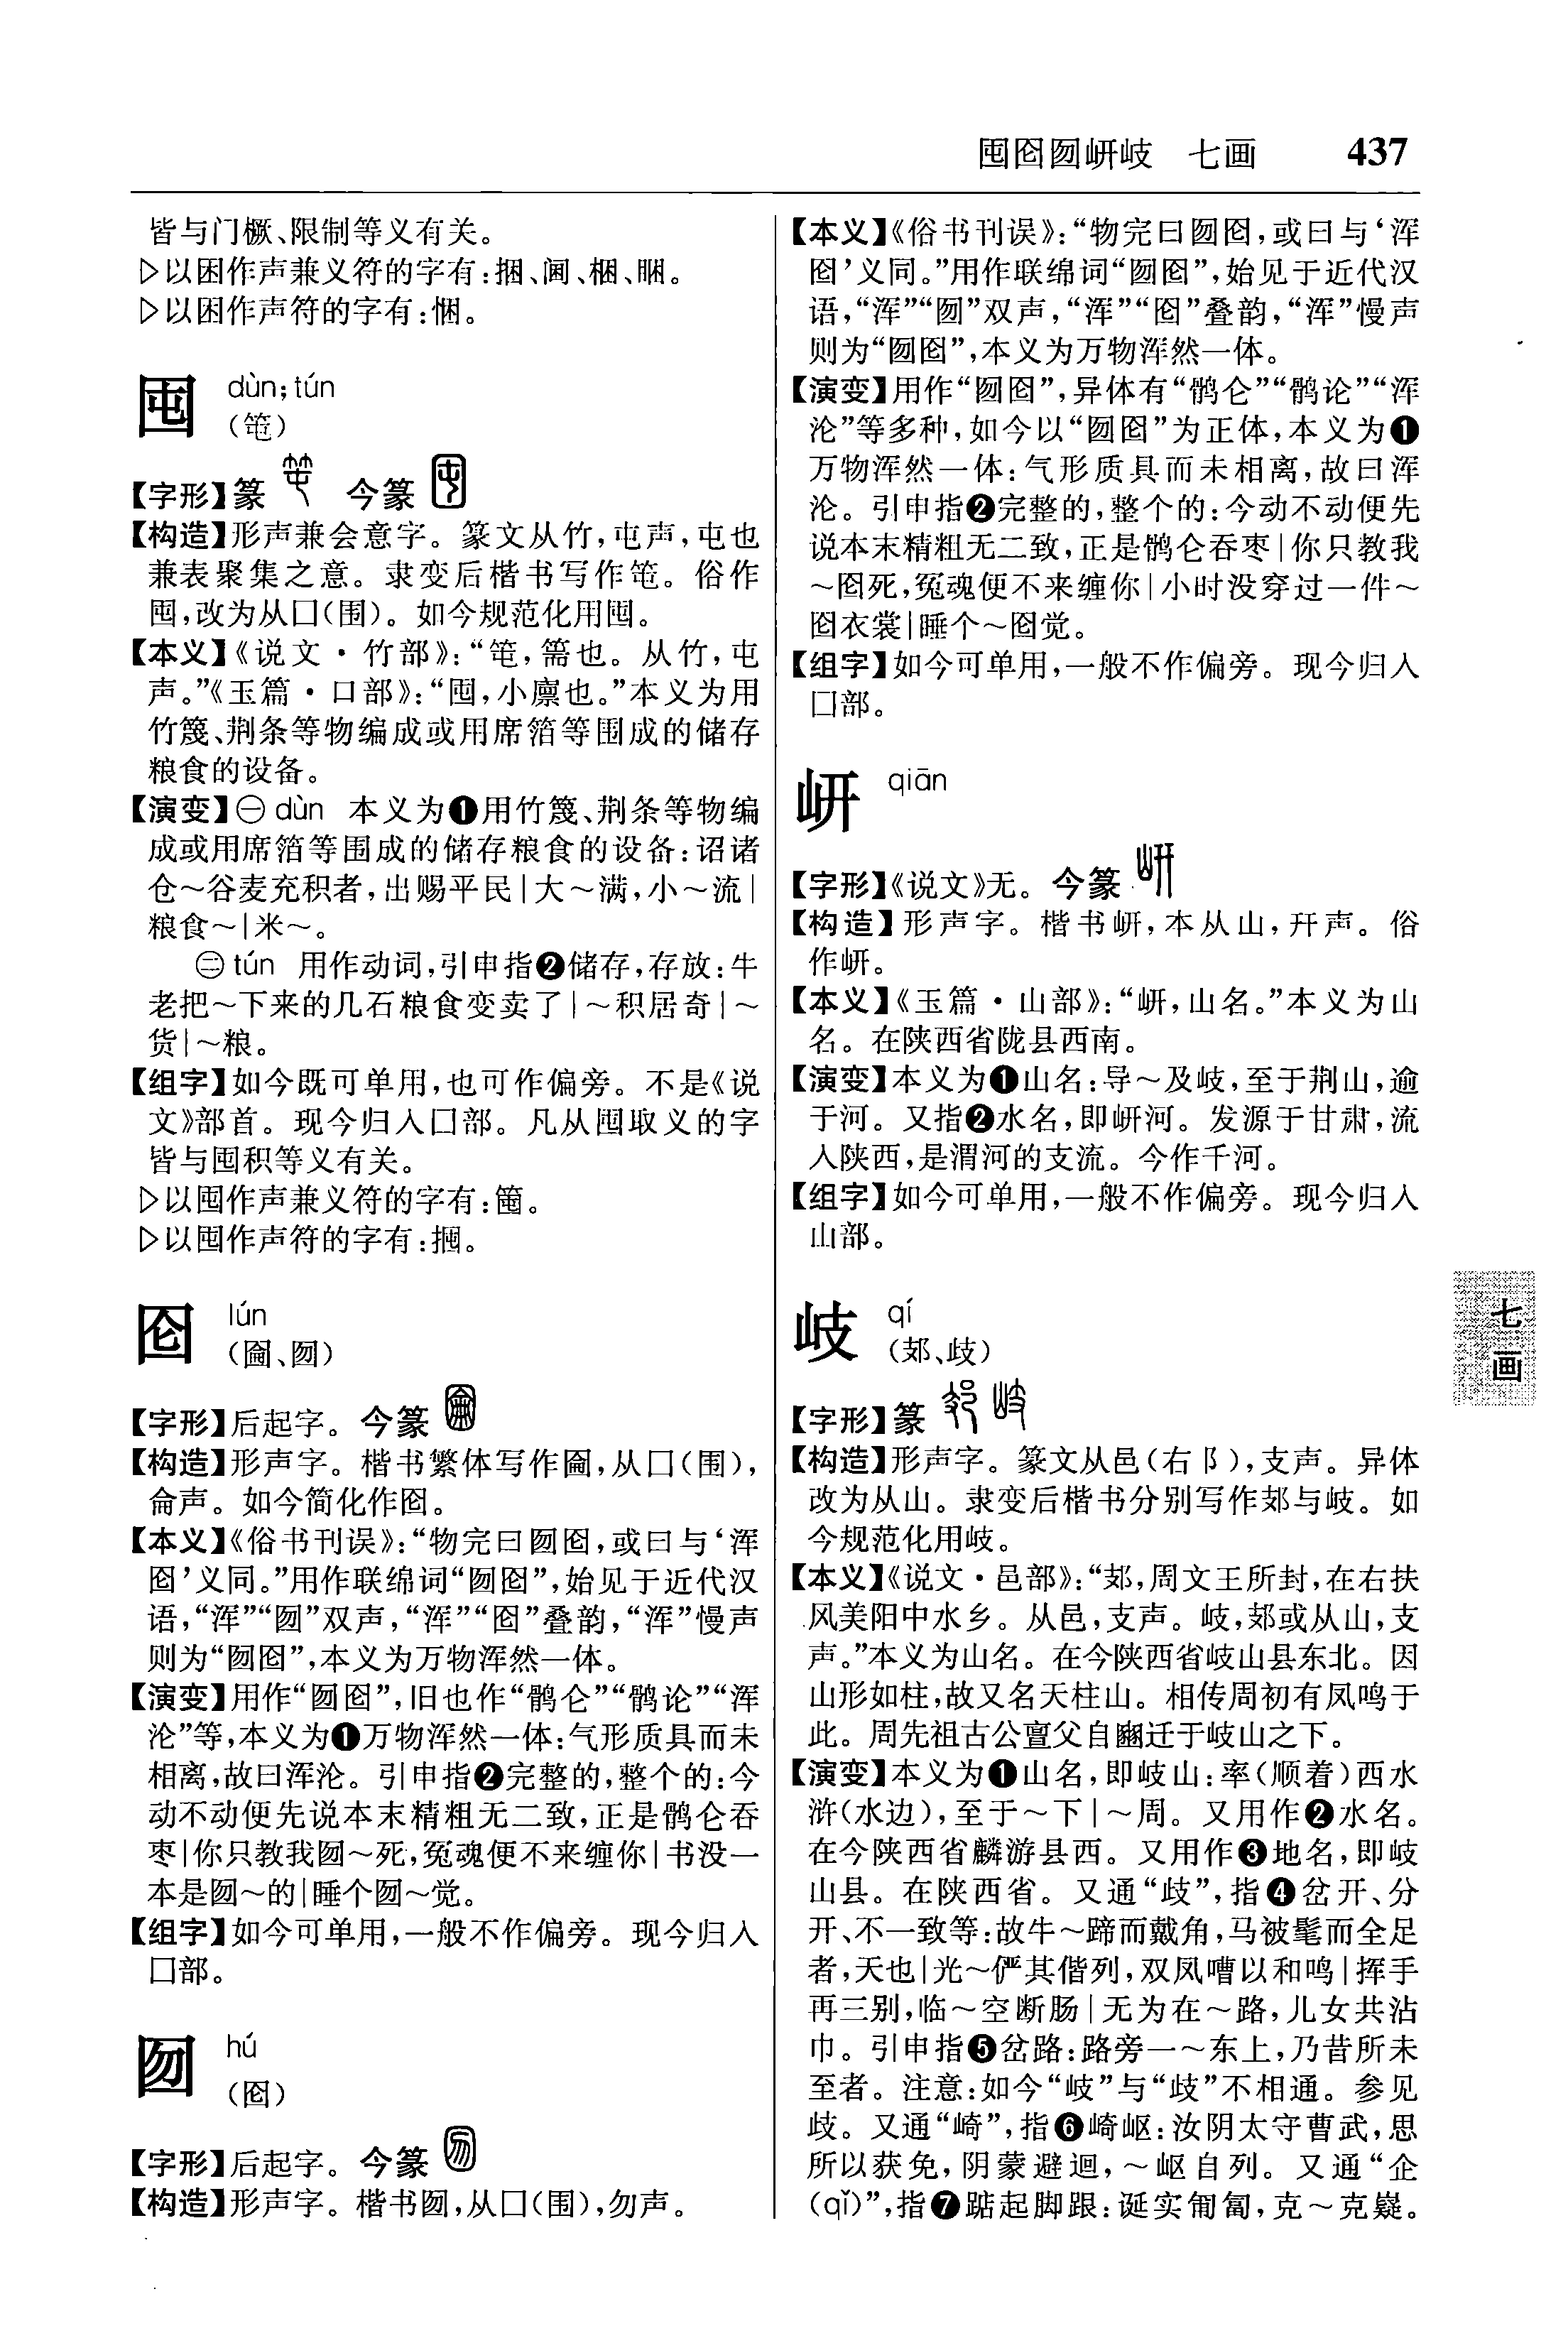 囤囵囫岍岐　七画　437
皆与门橛、限制等义有关。
▷以困作声兼义符的字有:捆、阃、梱、睏。
▷以困作声符的字有:悃。
囤 dùn; tún
(笹)
【字形】篆　今篆
【构造】形声兼会意字。篆文从竹,屯声,屯也
兼表聚集之意。隶变后楷书写作笹。俗作
囤,改为从囗(围)。如今规范化用囤。
【本义】《说文·竹部》:“笹,篅也。从竹,屯
声。”《玉篇·口部》:“囤,小廪也。”本义为用
竹篾、荆条等物编成或用席箔等围成的储存
粮食的设备。
【演变】㊀dùn 本义为❶用竹篾、荆条等物编
成或用席箔等围成的储存粮食的设备:诏诸
仓～谷麦充积者,出赐平民|大～满,小～流|
粮食～|米～。
㊁tún 用作动词,引申指❷储存,存放:牛
老把～下来的几石粮食变卖了|～积居奇|～
货|～粮。
【组字】如今既可单用,也可作偏旁。不是《说
文》部首。现今归入囗部。凡从囤取义的字
皆与囤积等义有关。
▷以囤作声兼义符的字有:。
▷以囤作声符的字有:。
囵 lún
(圇、囫)
【字形】后起字。今篆
【构造】形声字。楷书繁体写作圇,从囗(围),
侖声。如今简化作囵。
【本义】《俗书刊误》:“物完曰囫囵,或曰与‘浑
囵’义同。”用作联绵词“囫囵”,始见于近代汉
语,“浑”“囫”双声,“浑”“囵”叠韵,“浑”慢声
则为“囫囵”,本义为万物浑然一体。
【演变】用作“囫囵”,旧也作“鹘仑”“鹘论”“浑
沦”等,本义为❶万物浑然一体:气形质具而未
相离,故曰浑沦。引申指❷完整的,整个的:今
动不动便先说本末精粗无二致,正是鹘仑吞
枣|你只教我囫～死,冤魂便不来缠你|书没一
本是囫～的|睡个囫～觉。
【组字】如今可单用,一般不作偏旁。现今归入
囗部。
囫 hú
(囵)
【字形】后起字。今篆
【构造】形声字。楷书囫,从囗(围),勿声。
【本义】《俗书刊误》:“物完曰囫囵,或曰与‘浑
囵’义同。”用作联绵词“囫囵”,始见于近代汉
语,“浑”“囫”双声,“浑”“囵”叠韵,“浑”慢声
则为“囫囵”,本义为万物浑然一体。
【演变】用作“囫囵”,异体有“鹘仑”“鹘论”“浑
沦”等多种,如今以“囫囵”为正体,本义为❶
万物浑然一体:气形质具而未相离,故曰浑
沦。引申指❷完整的,整个的:今动不动便先
说本末精粗无二致,正是鹘仑吞枣|你只教我
～囵死,冤魂便不来缠你|小时没穿过一件～
囵衣裳|睡个～囵觉。
【组字】如今可单用,一般不作偏旁。现今归入
囗部。
岍 qiān
【字形】《说文》无。今篆
【构造】形声字。楷书岍,本从山,幵声。俗
作岍。
【本义】《玉篇·山部》:“岍,山名。”本义为山
名。在陕西省陇县西南。
【演变】本义为❶山名:导～及岐,至于荆山,逾
于河。又指❷水名,即岍河。发源于甘肃,流
入陕西,是渭河的支流。今作千河。
【组字】如今可单用,一般不作偏旁。现今归入
山部。
岐 qí
(郂、歧)
【字形】篆
【构造】形声字。篆文从邑(右阝),支声。异体
改为从山。隶变后楷书分别写作𨙸与岐。如
今规范化用岐。
【本义】《说文·邑部》:“𨙸,周文王所封,在右扶
风美阳中水乡。从邑,支声。岐,𨙸或从山,支
声。”本义为山名。在今陕西省岐山县东北。因
山形如柱,故又名天柱山。相传周初有凤鸣于
此。周先祖古公亶父自豳迁于岐山之下。
【演变】本义为❶山名,即岐山:率(顺着)西水
浒(水边),至于～下|～周。又用作❷水名。
在今陕西省麟游县西。又用作❸地名,即岐
山县。在陕西省。又通“歧”,指❹岔开、分
开、不一致等:故牛～蹄而戴角,马被髦而全足
者,天也|光～俨其偕列,双凤嘈以和鸣|挥手
再三别,临～空断肠|无为在～路,儿女共沾
巾。引申指❺岔路:路旁一～东上,乃昔所未
至者。注意:如今“岐”与“歧”不相通。参见
歧。又通“崎”,指❻崎岖:汝阴太守曹武,思
所以获免,阴蒙避迴,～岖自列。又通“企
(qǐ)”,指❼踮起脚跟:诞实匍匐,克～克嶷。
七
画